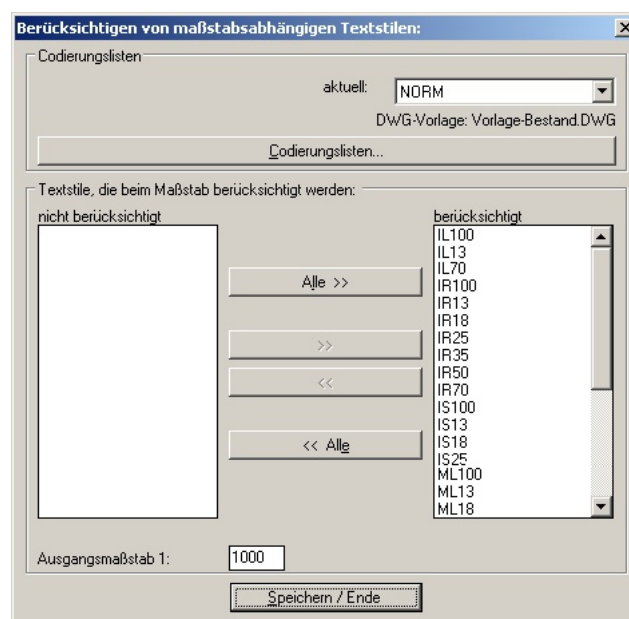 Berücksichtigen von maßstabsabhängigen Textstilen:
Codierungslisten
aktuell: NORM
DWG-Vorlage: Vorlage-Bestand.DWG
Codierungslisten...
Textstile, die beim Maßstab berücksichtigt werden:
nicht berücksichtigt
berücksichtigt
Alle >>
>>
<<
<< Alle
IL100
IL13
IL70
IR100
IR13
IR18
IR25
IR35
IR50
IR70
IS100
IS13
IS18
IS25
ML100
ML13
ML18
Ausgangsmaßstab 1: 1000
Speichern / Ende